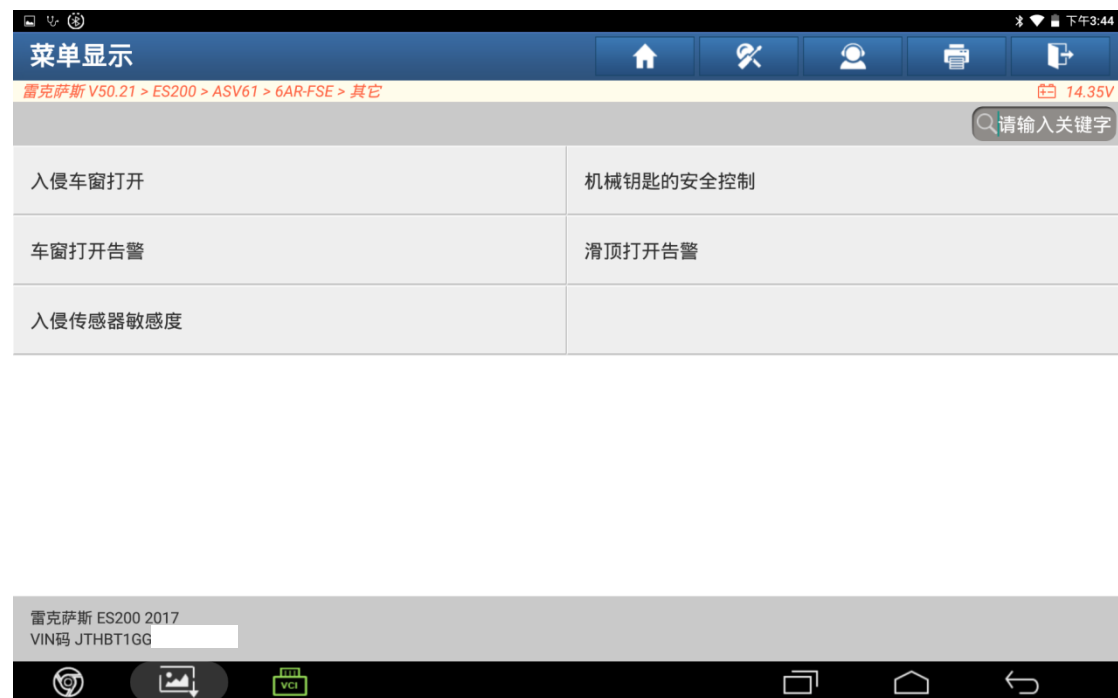 下午3:44
菜单显示
雷克萨斯 V50.21 > ES200 > ASV61 > 6AR-FSE > 其它
14.35V
请输入关键字
入侵车窗打开
机械钥匙的安全控制
车窗打开告警
滑顶打开告警
入侵传感器敏感度
雷克萨斯 ES200 2017
VIN码 JTHBT1GG
VCI